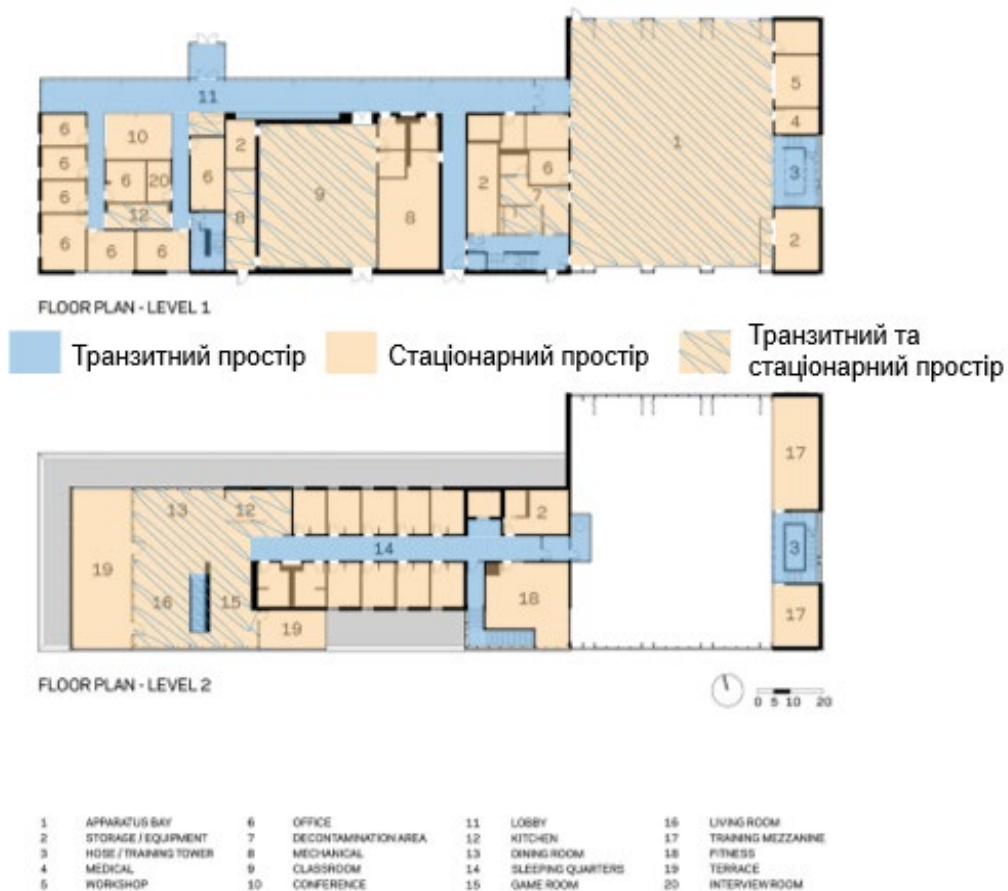 11
6
10
6
2
6
6
20
6
12
6
6
6
8
9
8
2
6
7
1
5
4
3
2
FLOOR PLAN - LEVEL 1
Транзитний простір
Стаціонарний простір
Транзитний та
стаціонарний простір
13
12
2
14
19
16
15
18
19
17
3
17
FLOOR PLAN - LEVEL 2
0 5 10 20
1 APPARATUS BAY
2 STORAGE / EQUIPMENT
3 HOSE / TRAINING TOWER
4 MEDICAL
5 WORKSHOP
6 OFFICE
7 DECONTAMINATION AREA
8 MECHANICAL
9 CLASSROOM
10 CONFERENCE
11 LOBBY
12 KITCHEN
13 DINING ROOM
14 SLEEPING QUARTERS
15 GAME ROOM
16 LIVING ROOM
17 TRAINING MEZZANINE
18 FITNESS
19 TERRACE
20 INTERVIEW ROOM